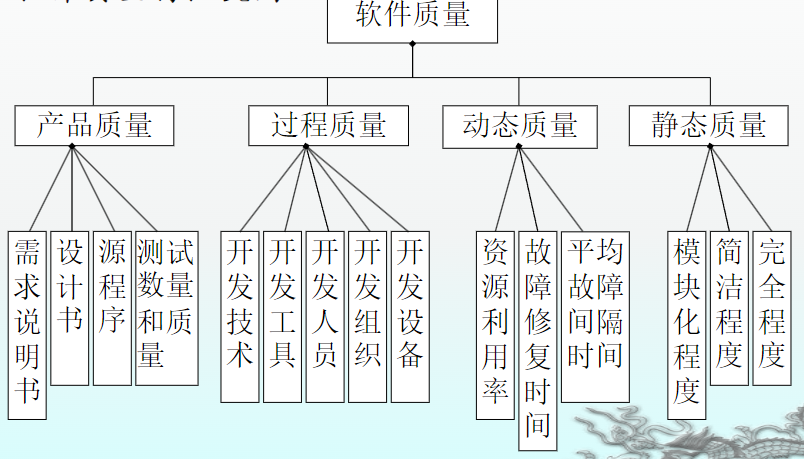 软件质量
产品质量
过程质量
动态质量
静态质量
需求说明书
设计书
源程序
测试
数量
和质
量
开发技术
开发工具
开发人员
开发组织
开发设备
资源利用率
故障修复时间
平均
故障
间隔
时间
模块化程度
简洁程度
完全程度